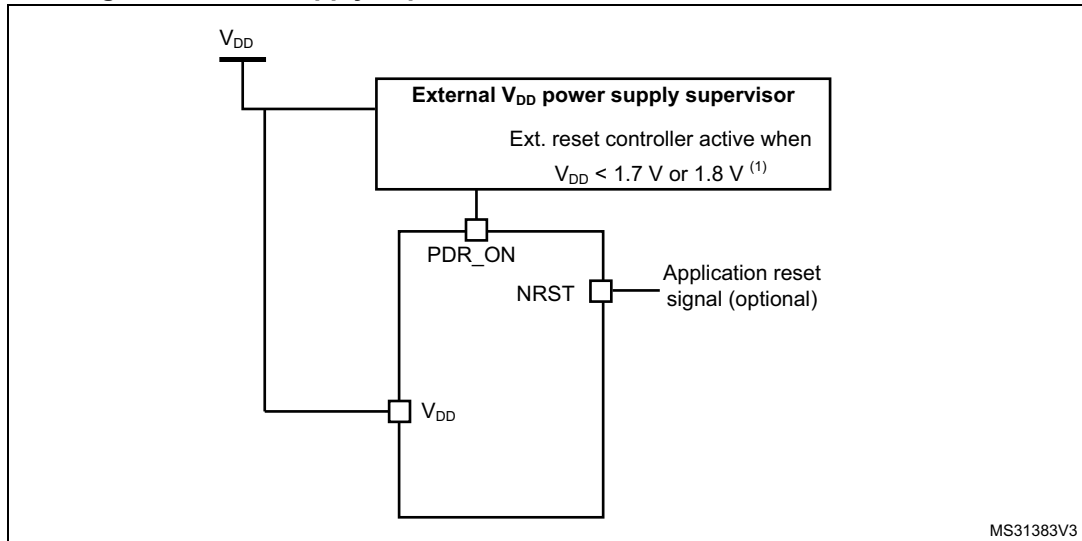 V_DD
External V_DD power supply supervisor
Ext. reset controller active when
V_DD < 1.7 V or 1.8 V (1)
PDR_ON
NRST
Application reset
signal (optional)
V_DD
MS31383V3